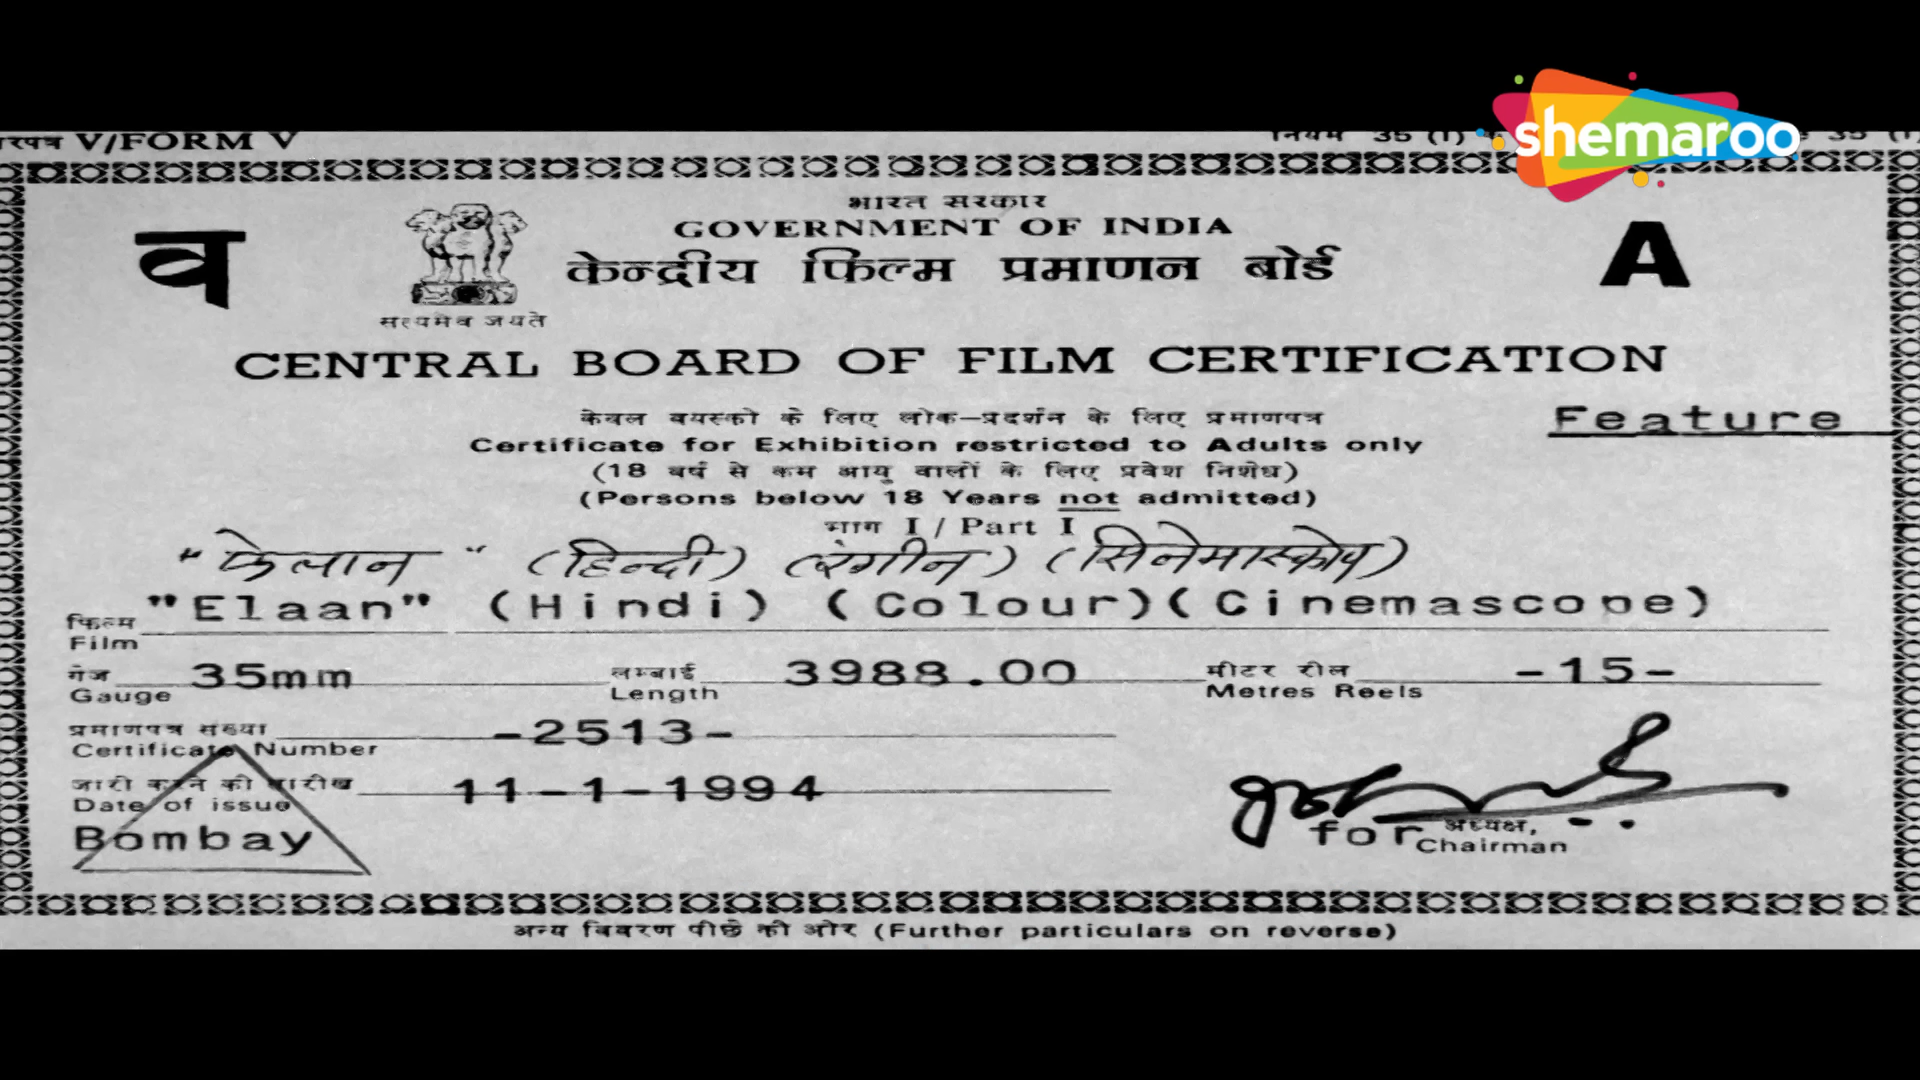 shemaroo
V/FORM V
भारत सरकार
GOVERNMENT OF INDIA
व
केन्द्रीय फिल्म प्रमाणन बोर्ड
A
सत्यमेव जयते
CENTRAL BOARD OF FILM CERTIFICATION
केवल वयस्को के लिए लोक-प्रदर्शन के लिए प्रमाणपत्र
Feature
Certificate for Exhibition restricted to Adults only
(18 वर्ष से कम आयु वालों के लिए प्रवेश निशेध)
(Persons below 18 Years not admitted)
भाग I / Part I
(हिन्दी) (रंगीन) (सिनेमास्कोप)
फिल्म "Elaan" (Hindi) (Colour) (Cinemascope)
Film
गेज 35mm लम्बाई 3988.00 मीटर रील -15-
Gauge Length Metres Reels
प्रमाणपत्र संख्या -2513-
Certificate Number
जारी करने की तारीख 11-1-1994
Date of issue
Bombay
for अध्यक्ष,
Chairman
अन्य विवरण पीछे की ओर (Further particulars on reverse)